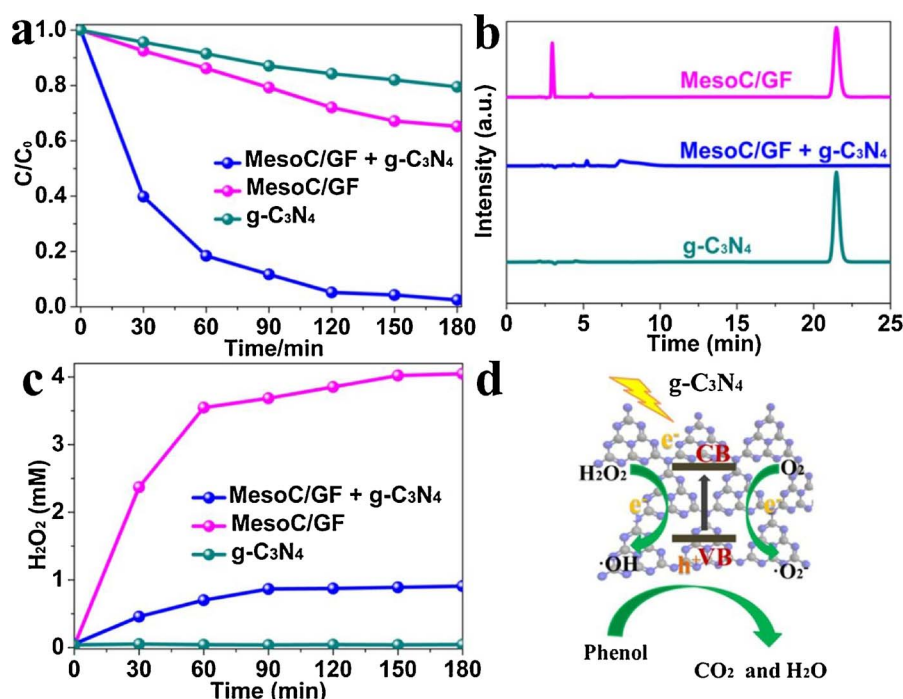 a
C/C₀
1.0
0.8
0.6
0.4
0.2
0.0
MesoC/GF + g-C₃N₄
MesoC/GF
g-C₃N₄
0 30 60 90 120 150 180
Time/min
b
Intensity (a.u.)
MesoC/GF
MesoC/GF + g-C₃N₄
g-C₃N₄
0 5 10 15 20 25
Time (min)
c
H₂O₂ (mM)
4
3
2
1
0
MesoC/GF + g-C₃N₄
MesoC/GF
g-C₃N₄
0 30 60 90 120 150 180
Time (min)
d
g-C₃N₄
e⁻
CB
H₂O₂
O₂
e⁻
e⁻
VB
h⁺
·OH
·O₂⁻
Phenol
CO₂ and H₂O